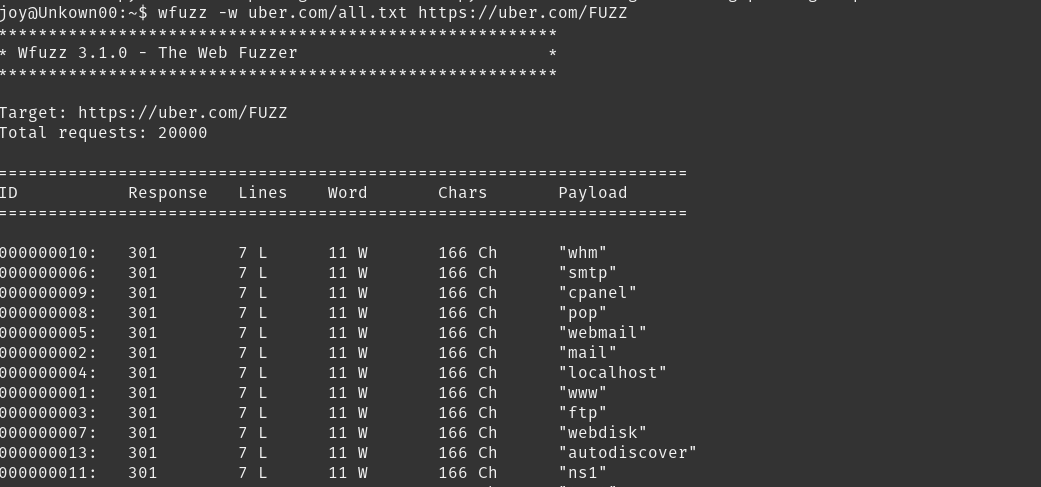 joy@Unkown00:~$ wfuzz -w uber.com/all.txt https://uber.com/FUZZ
********************************************************
* Wfuzz 3.1.0 - The Web Fuzzer                         *
********************************************************
Target: https://uber.com/FUZZ
Total requests: 20000
=====================================================================
ID           Response   Lines    Word       Chars       Payload
=====================================================================
000000010:   301        7 L      11 W       166 Ch      "whm"
000000006:   301        7 L      11 W       166 Ch      "smtp"
000000009:   301        7 L      11 W       166 Ch      "cpanel"
000000008:   301        7 L      11 W       166 Ch      "pop"
000000005:   301        7 L      11 W       166 Ch      "webmail"
000000002:   301        7 L      11 W       166 Ch      "mail"
000000004:   301        7 L      11 W       166 Ch      "localhost"
000000001:   301        7 L      11 W       166 Ch      "www"
000000003:   301        7 L      11 W       166 Ch      "ftp"
000000007:   301        7 L      11 W       166 Ch      "webdisk"
000000013:   301        7 L      11 W       166 Ch      "autodiscover"
000000011:   301        7 L      11 W       166 Ch      "ns1"